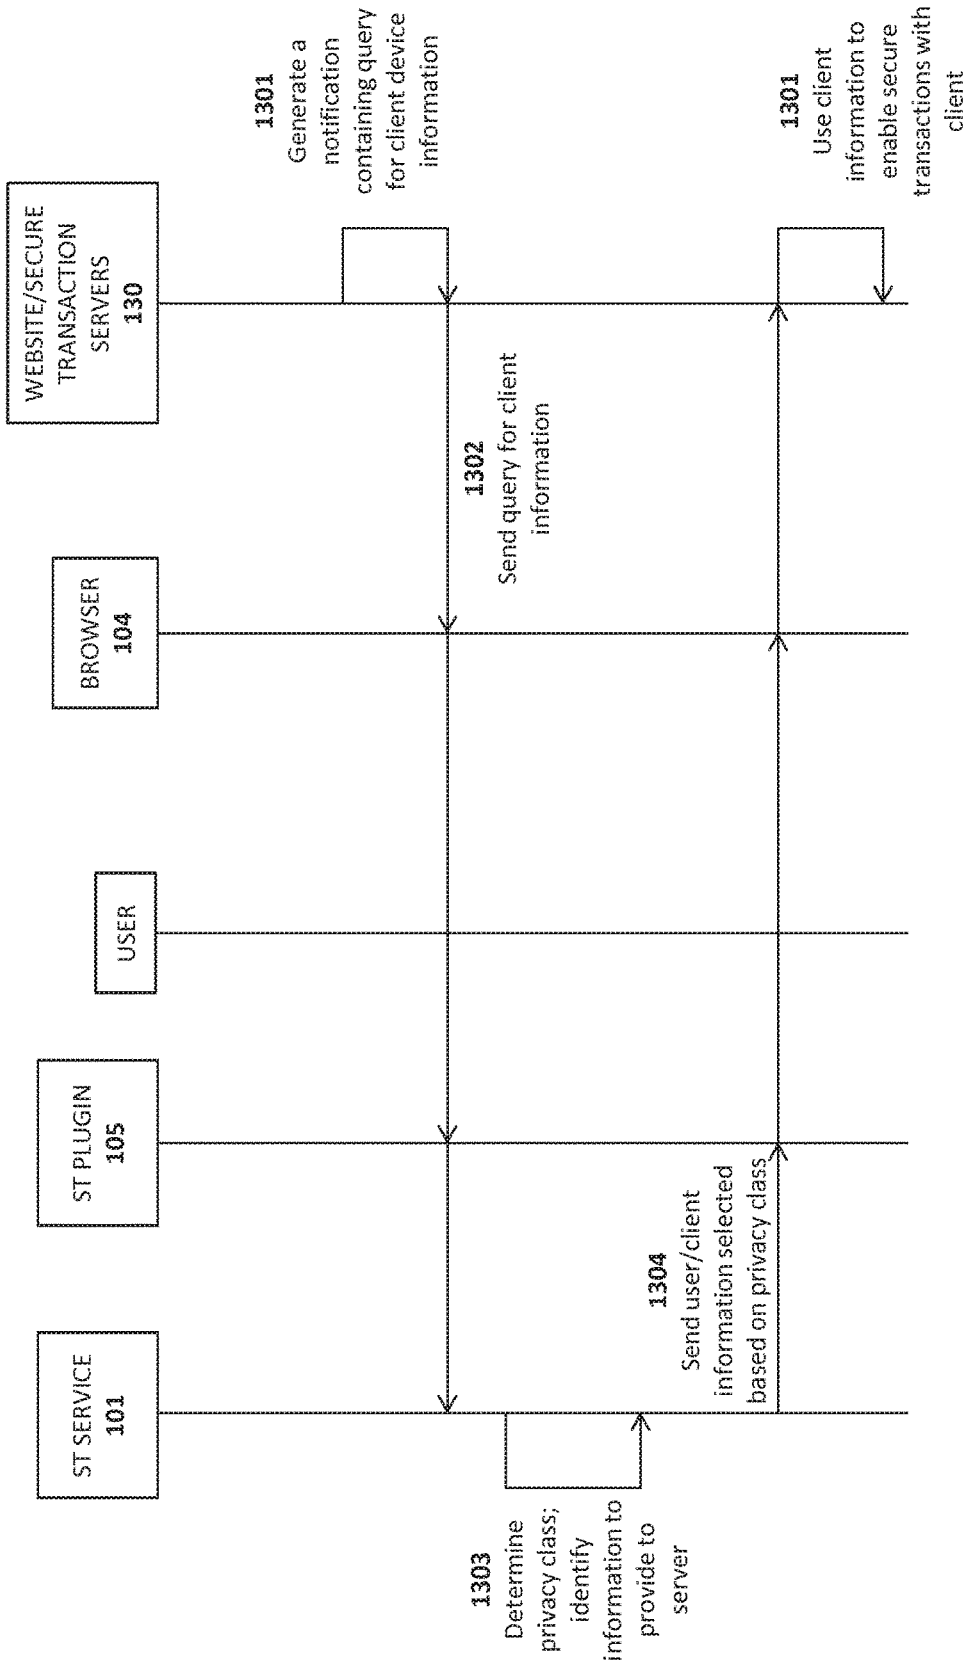 ST SERVICE
101
ST PLUGIN
105
USER
BROWSER
104
WEBSITE/SECURE
TRANSACTION
SERVERS
130
1301
Generate a
notification
containing query
for client device
information
1302
Send query for client
information
1303
Determine
privacy class;
identify
information to
provide to
server
1304
Send user/client
information selected
based on privacy class
1301
Use client
information to
enable secure
transactions with
client